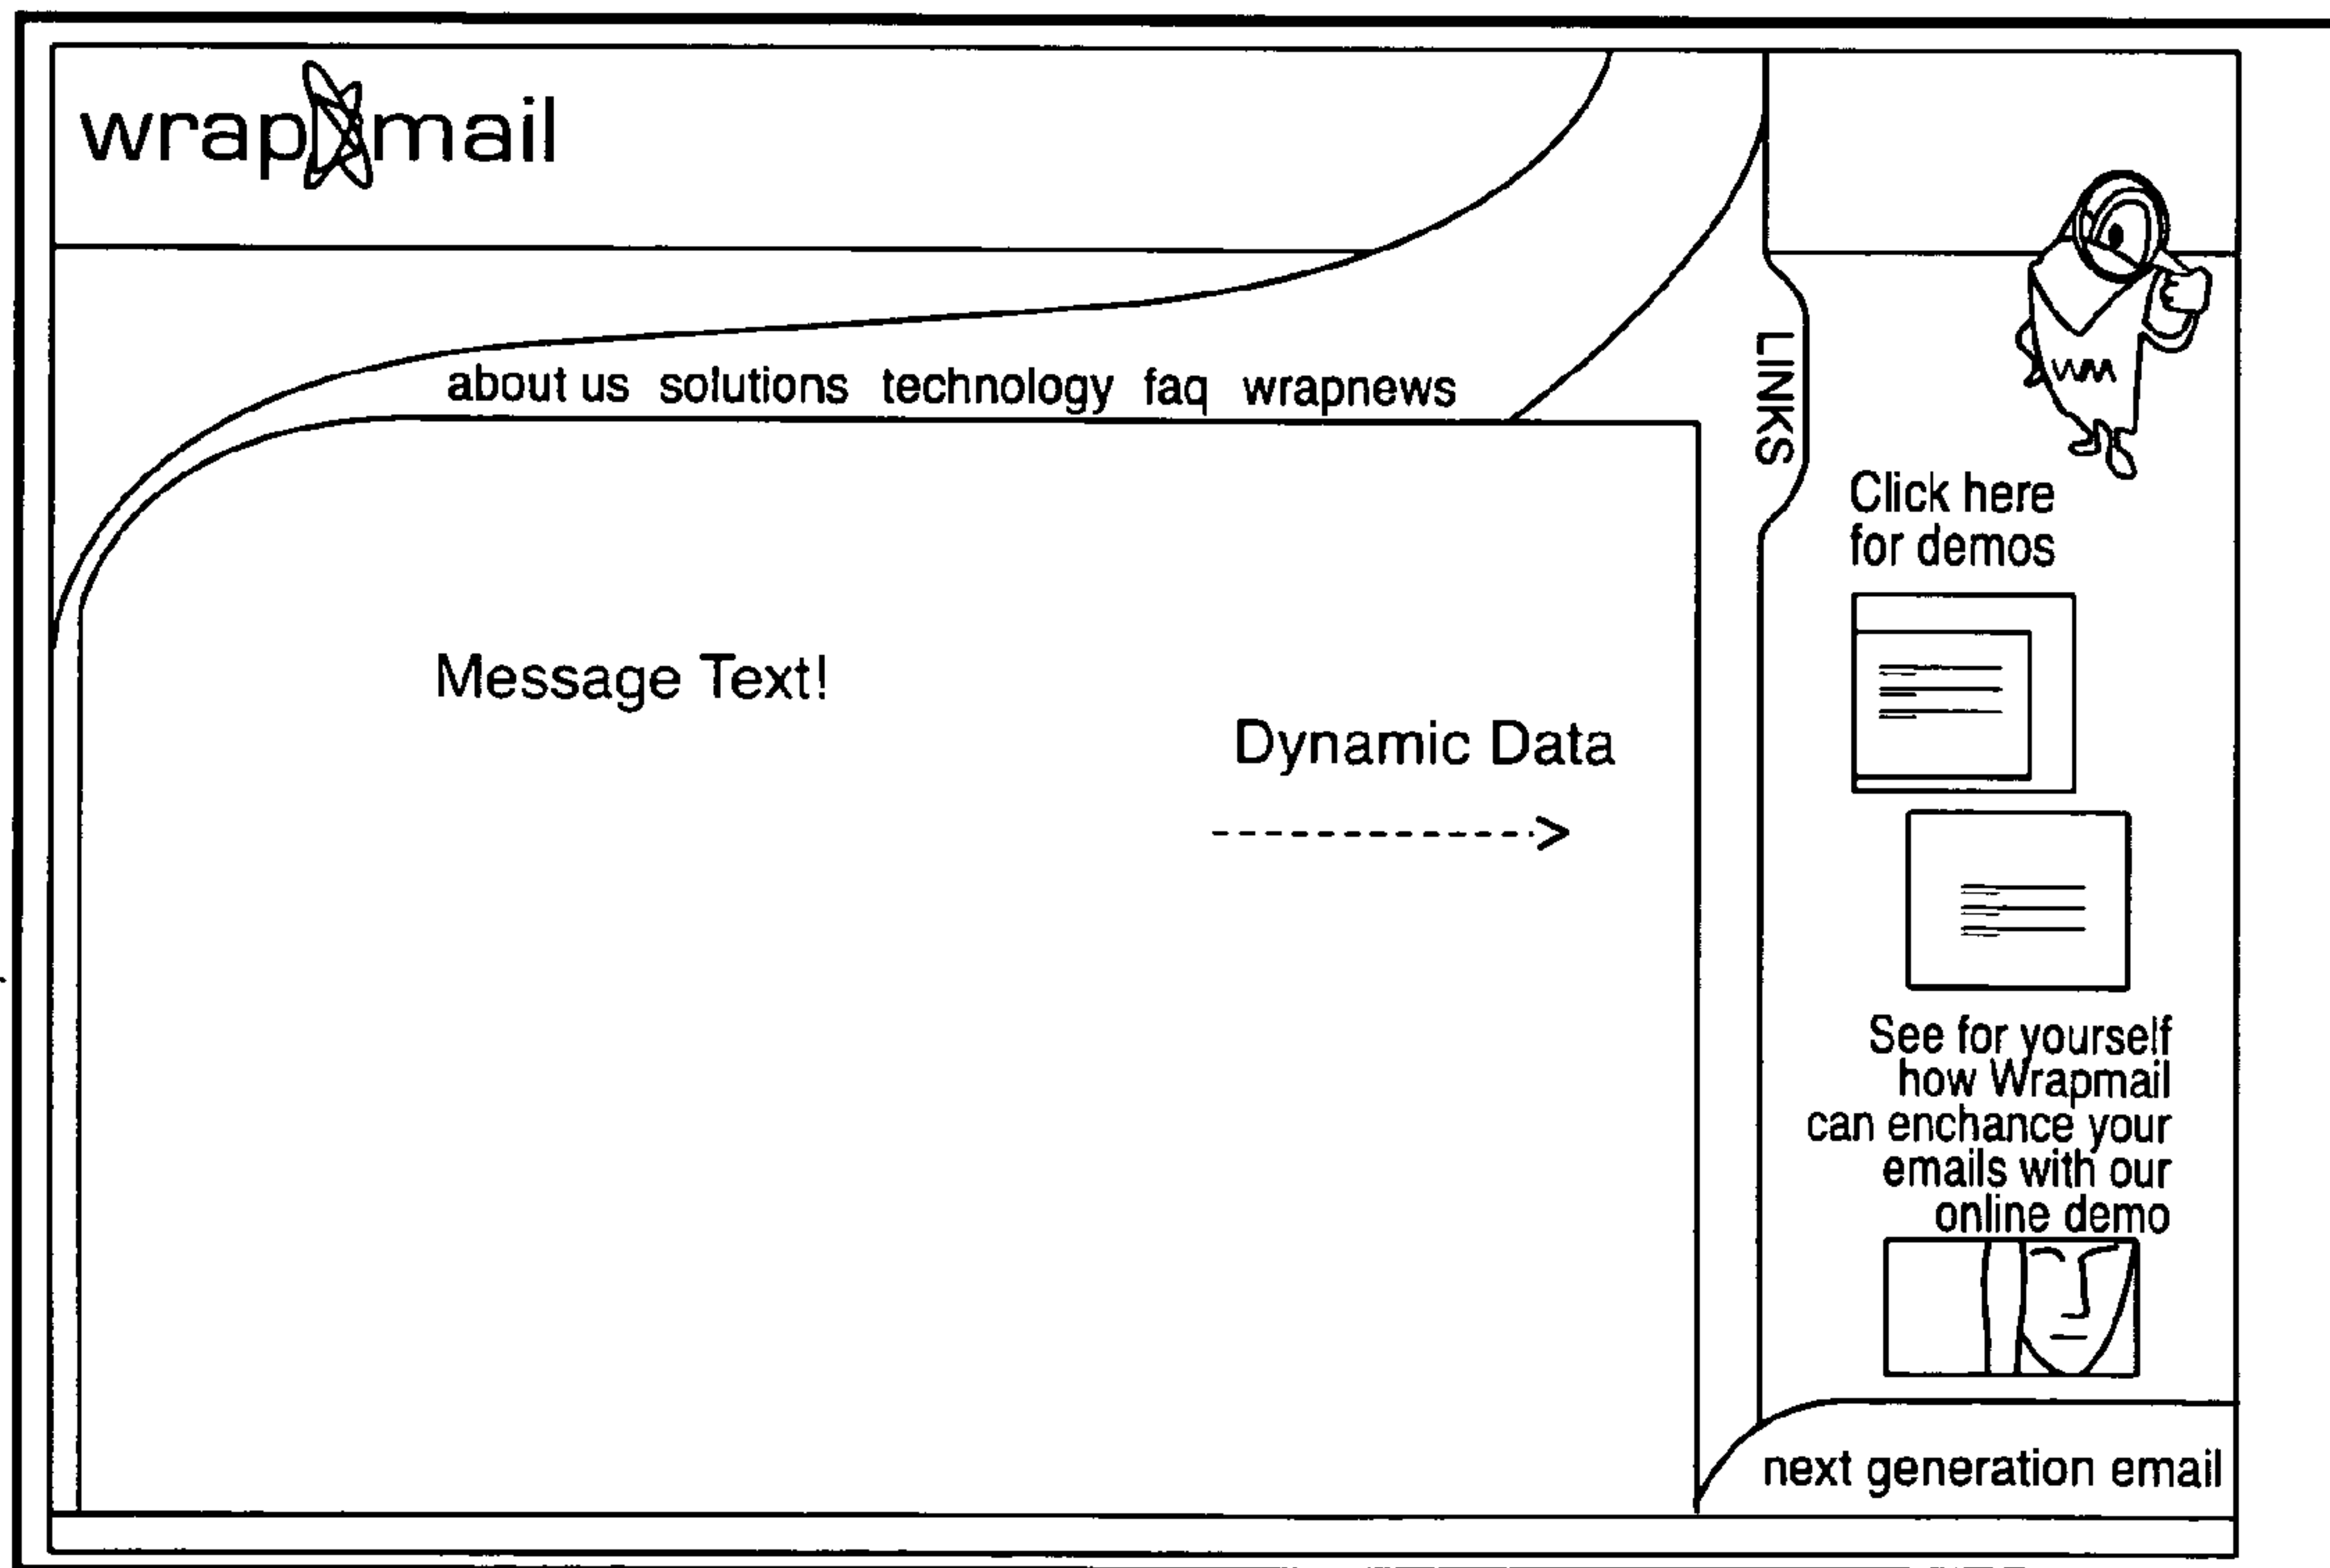 wrapmail
about us solutions technology faq wrapnews
LINKS
WM
Click here
for demos
Message Text!
Dynamic Data
See for yourself
how Wrapmail
can enchance your
emails with our
online demo
next generation email